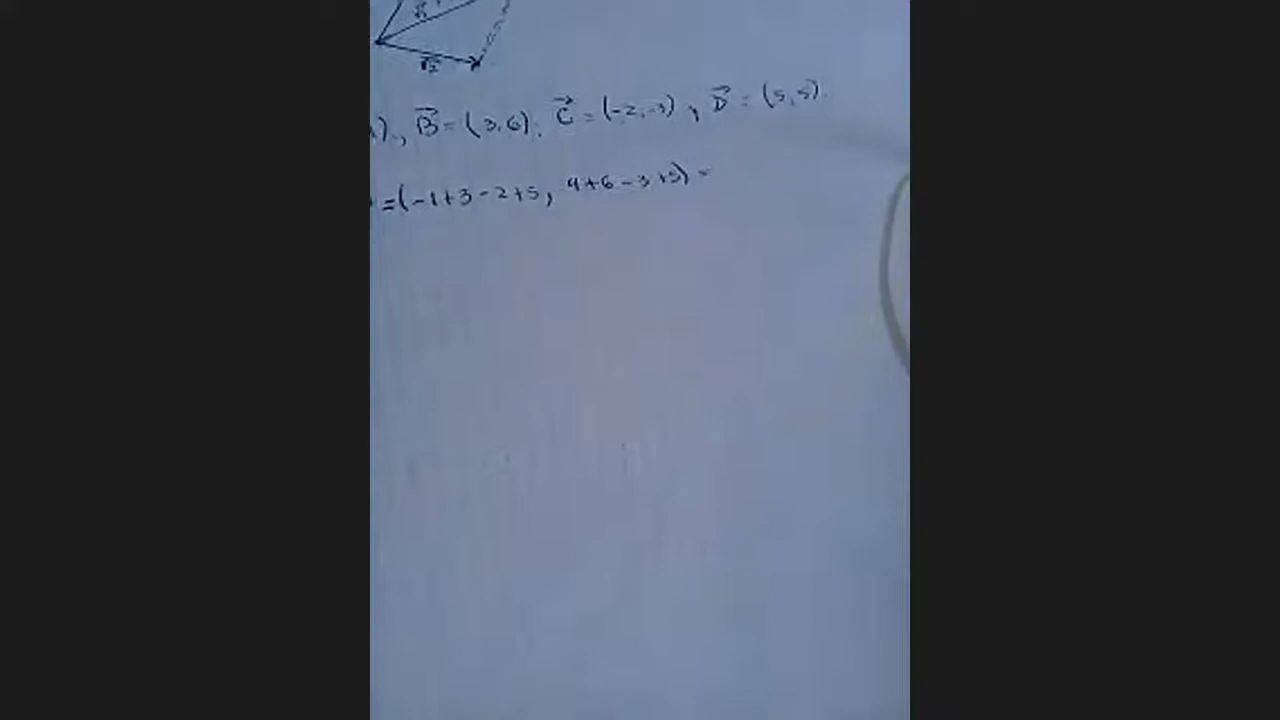 ), B⃗ = (3,6), C⃗ = (-2,-3), D⃗ = (5,5).
=(-1+3-2+5, 4+6-3+5) =